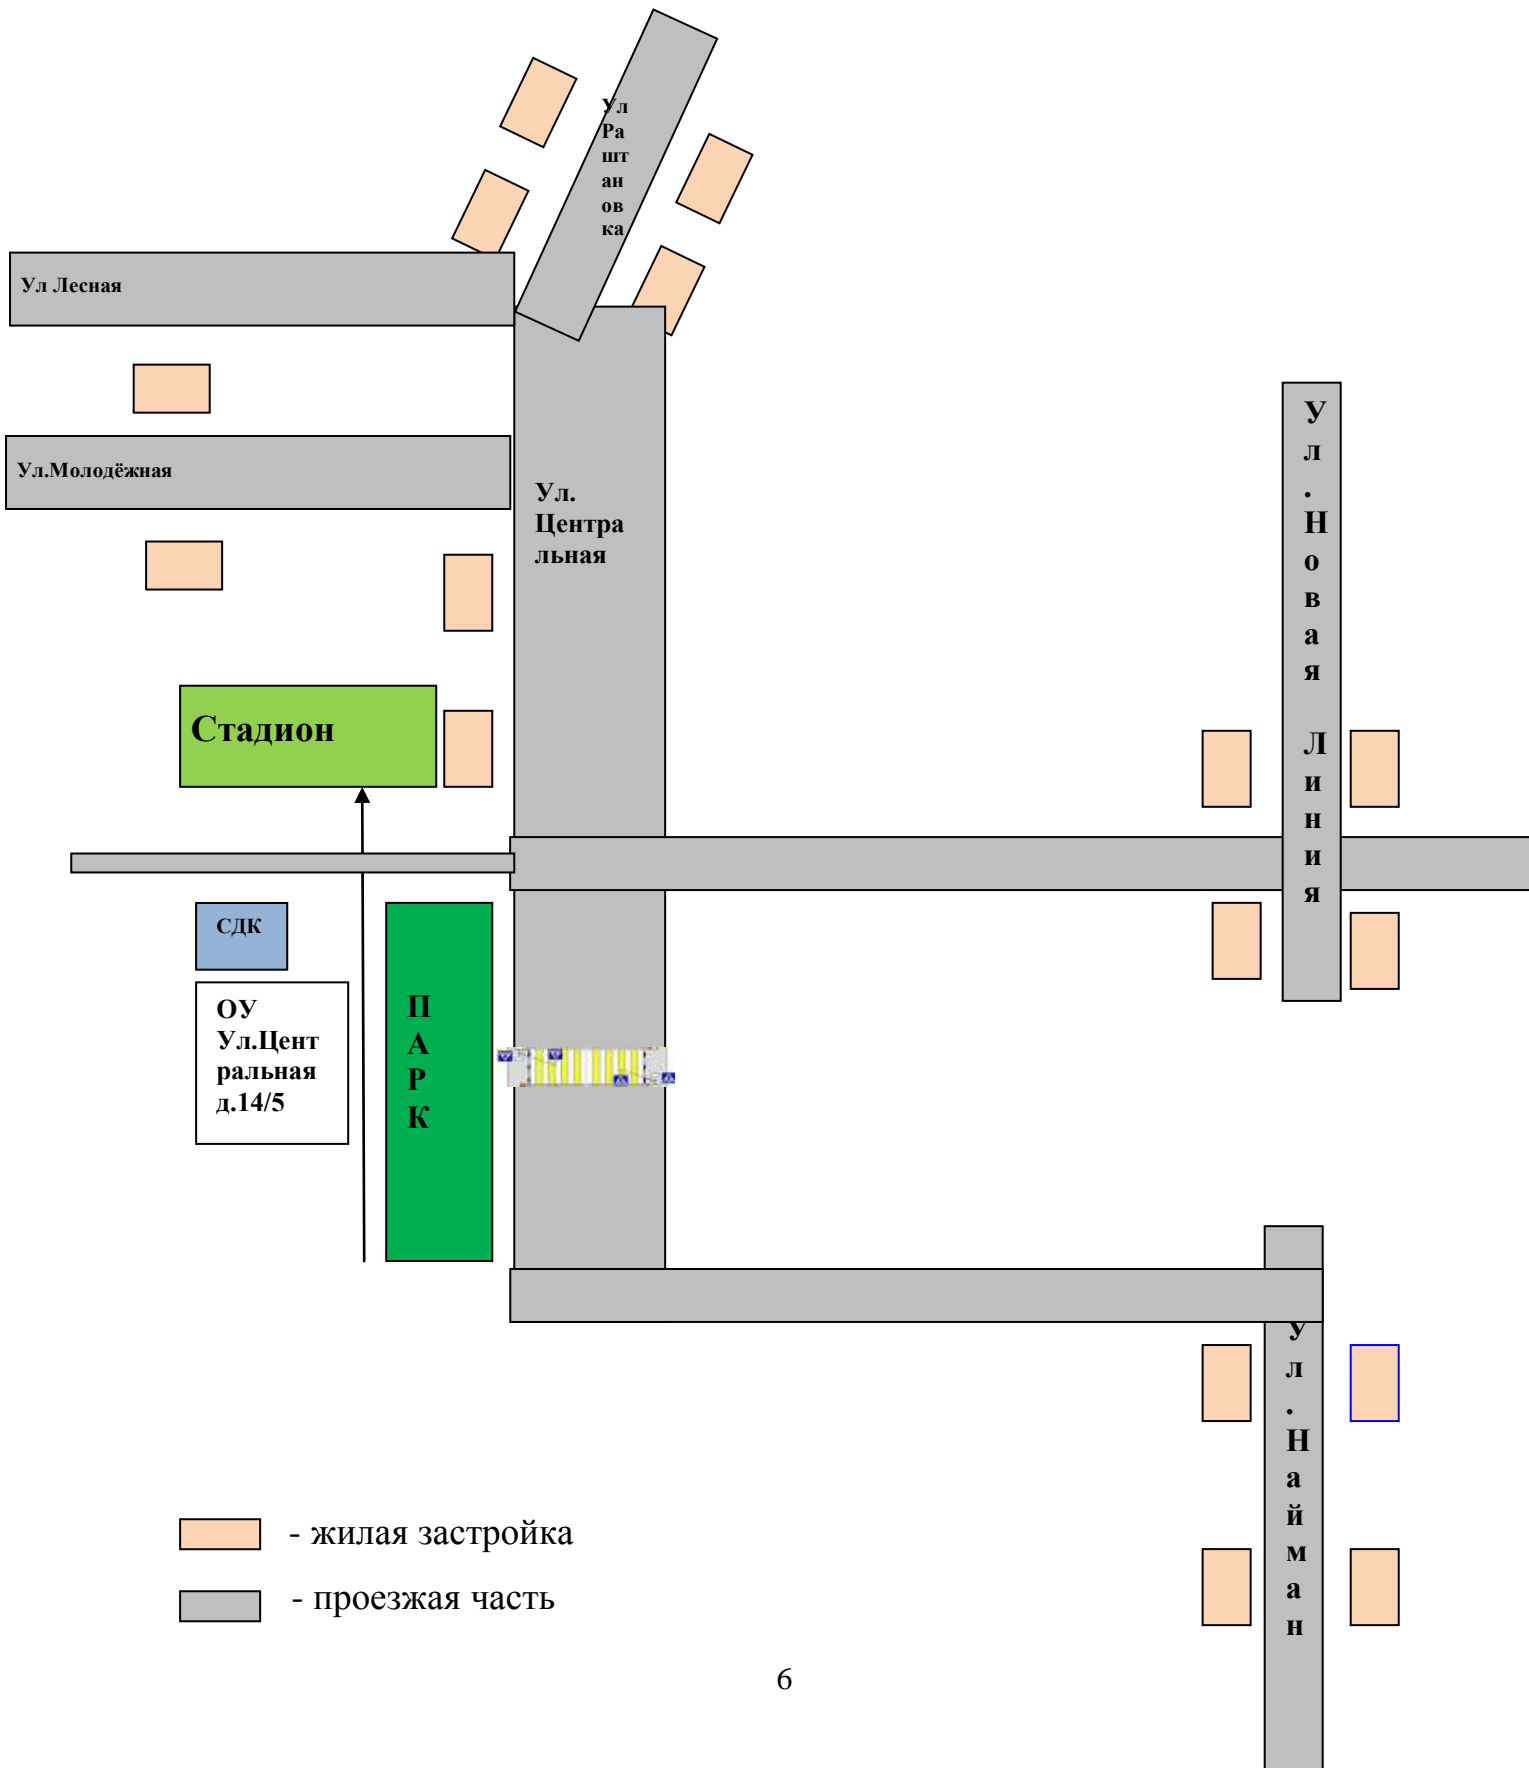 Ул
Ра
шт
ан
ов
ка
Ул Лесная
Ул.Молодёжная
Ул.
Центра
льная
У
л
.
Н
о
в
а
я
Л
и
н
и
я
Стадион
СДК
ОУ
Ул.Цент
ральная
д.14/5
П
А
Р
К
У
л
.
Н
а
й
м
а
н
- жилая застройка
- проезжая часть
6